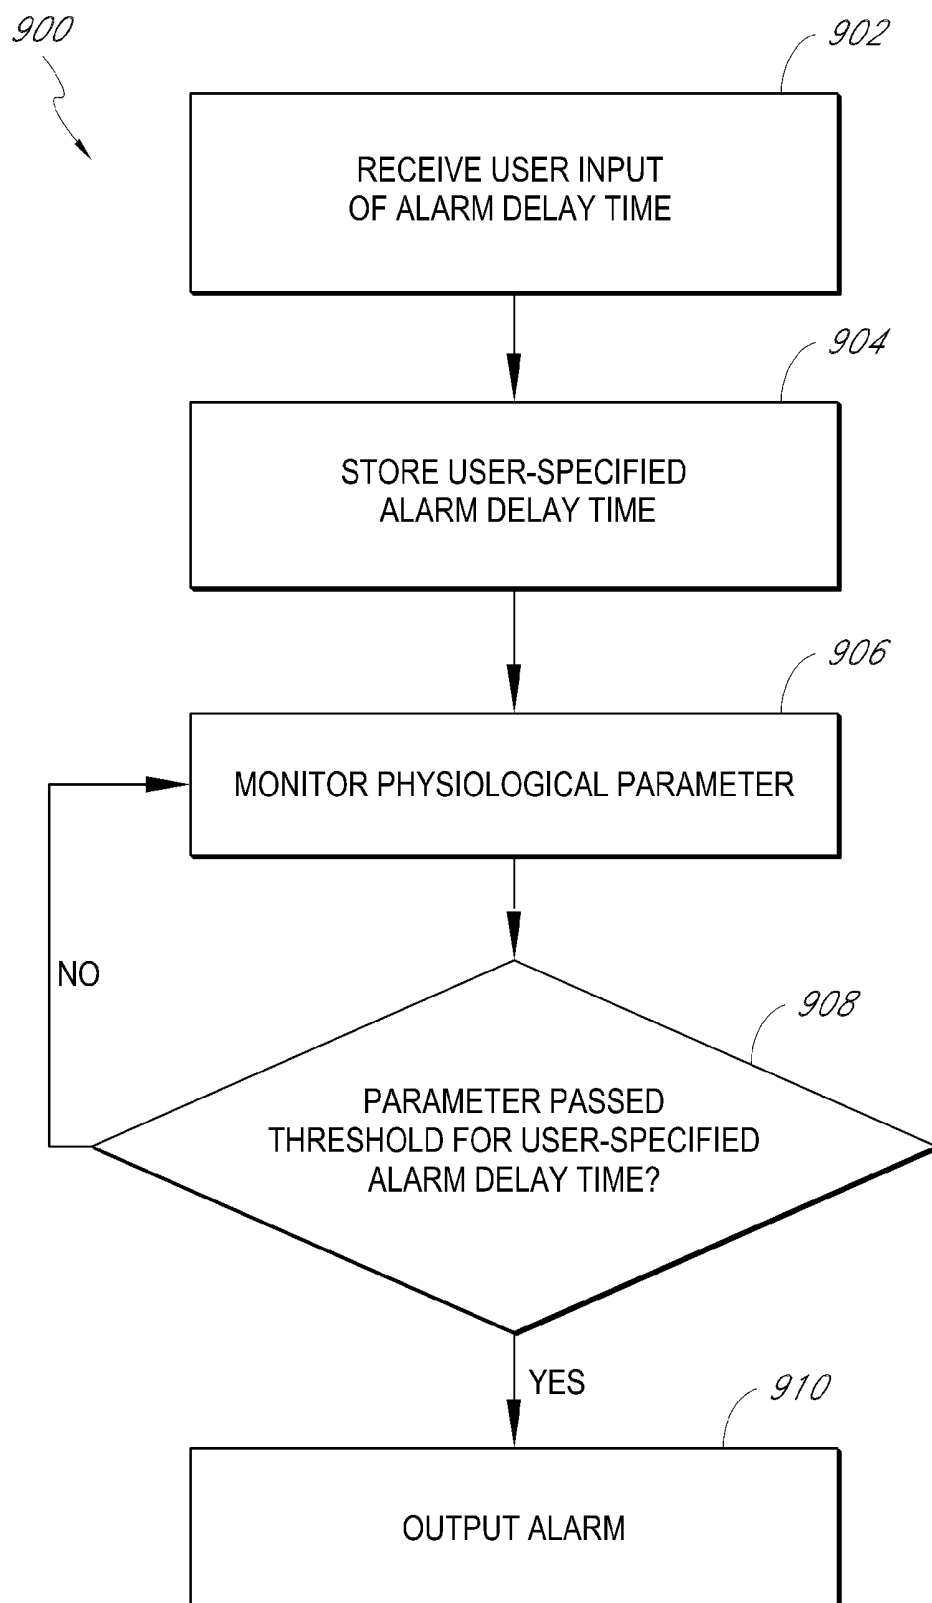 900
902
RECEIVE USER INPUT
OF ALARM DELAY TIME
904
STORE USER-SPECIFIED
ALARM DELAY TIME
906
MONITOR PHYSIOLOGICAL PARAMETER
NO
908
PARAMETER PASSED
THRESHOLD FOR USER-SPECIFIED
ALARM DELAY TIME?
YES
910
OUTPUT ALARM